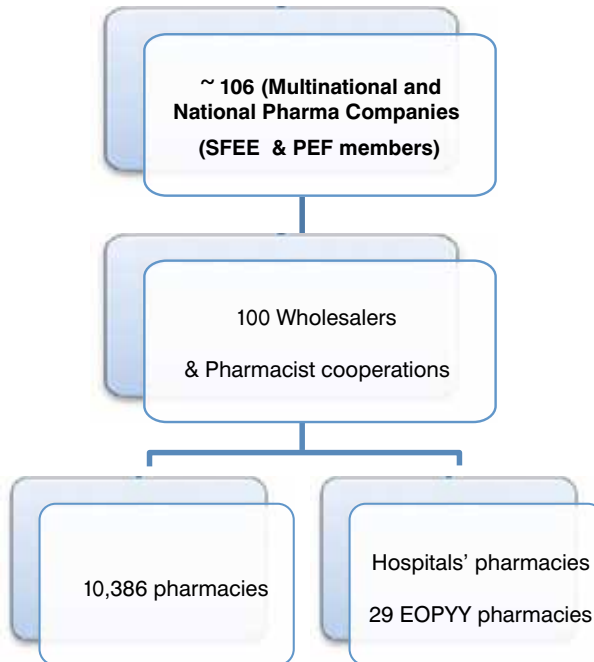 ~ 106 (Multinational and
National Pharma Companies
(SFEE & PEF members)
100 Wholesalers
& Pharmacist cooperations
10,386 pharmacies
Hospitals’ pharmacies
29 EOPYY pharmacies